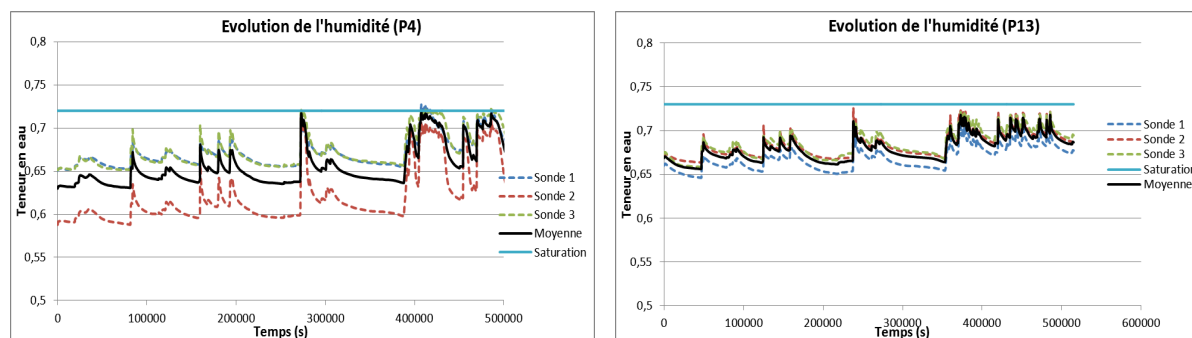 Evolution de l'humidité (P4)
0,8
0,75
0,7
0,65
0,6
0,55
0,5
Teneur en eau
0
100000
200000
300000
400000
500000
Temps (s)
Sonde 1
Sonde 2
Sonde 3
Moyenne
Saturation
Evolution de l'humidité (P13)
0,8
0,75
0,7
0,65
0,6
0,55
0,5
Teneur en eau
0
100000
200000
300000
400000
500000
600000
Temps (s)
Sonde 1
Sonde 2
Sonde 3
Saturation
Moyenne